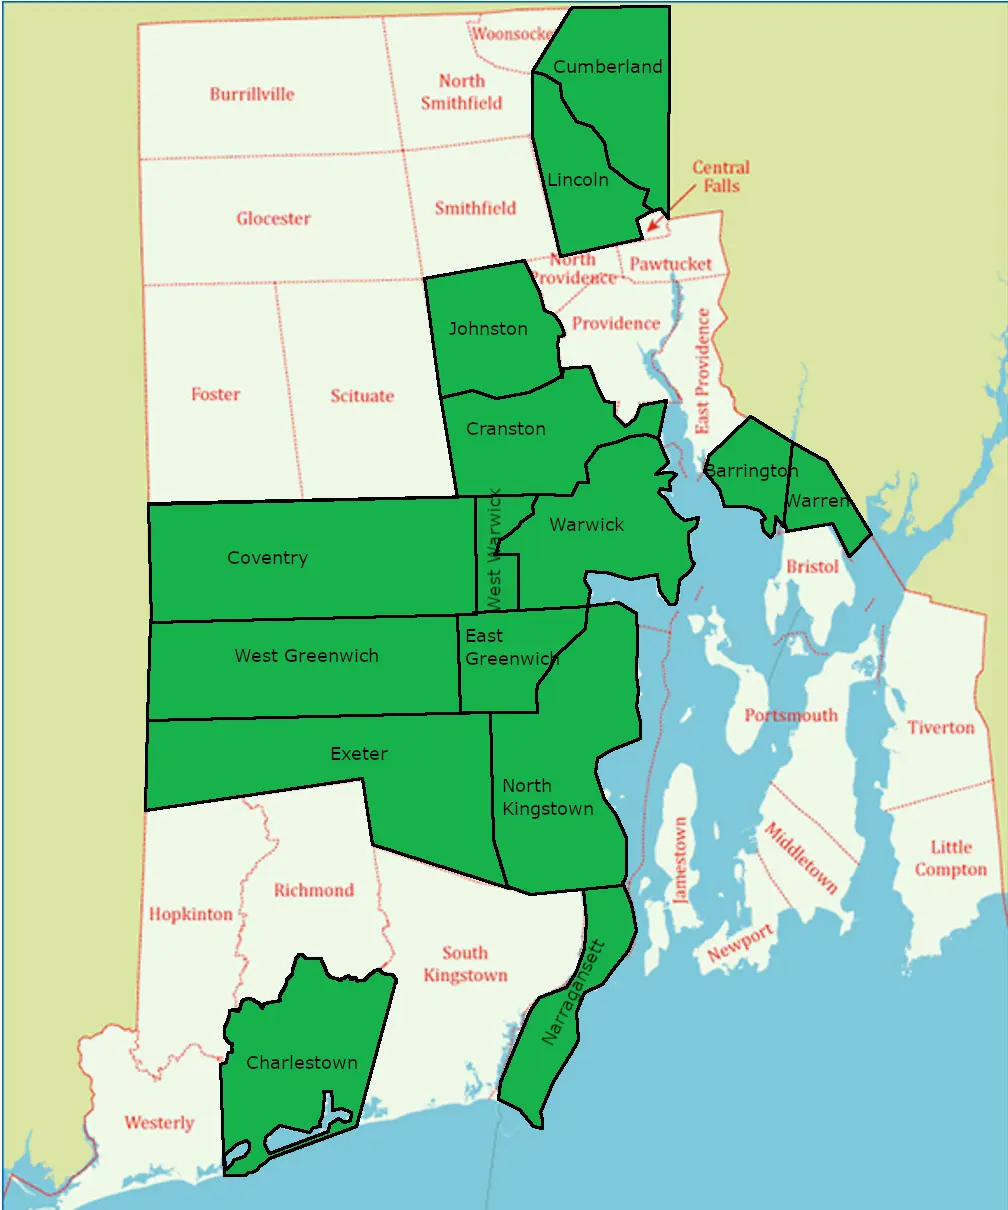 Woonsocke
Cumberland
Burrillville
North
Smithfield
Central
Falls
Lincoln
Glocester
Smithfield
North
Providence
Pawtucket
Johnston
Providence
East Providence
Foster
Scituate
Cranston
Barrington
Warren
West Warwick
Warwick
Coventry
Bristol
East
Greenwich
West Greenwich
Portsmouth
Tiverton
Exeter
North
Kingstown
Jamestown
Middletown
Little
Compton
Richmond
Hopkinton
South
Kingstown
Newport
Narragansett
Charlestown
Westerly